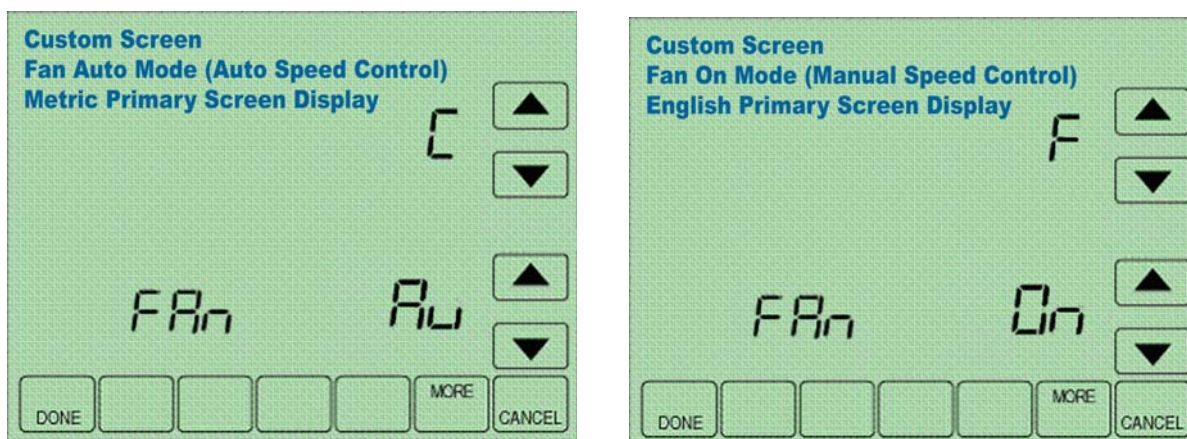 Custom Screen
Fan Auto Mode (Auto Speed Control)
Metric Primary Screen Display
C
FAn Au
MORE
DONE CANCEL
Custom Screen
Fan On Mode (Manual Speed Control)
English Primary Screen Display
F
FAn On
MORE
DONE CANCEL